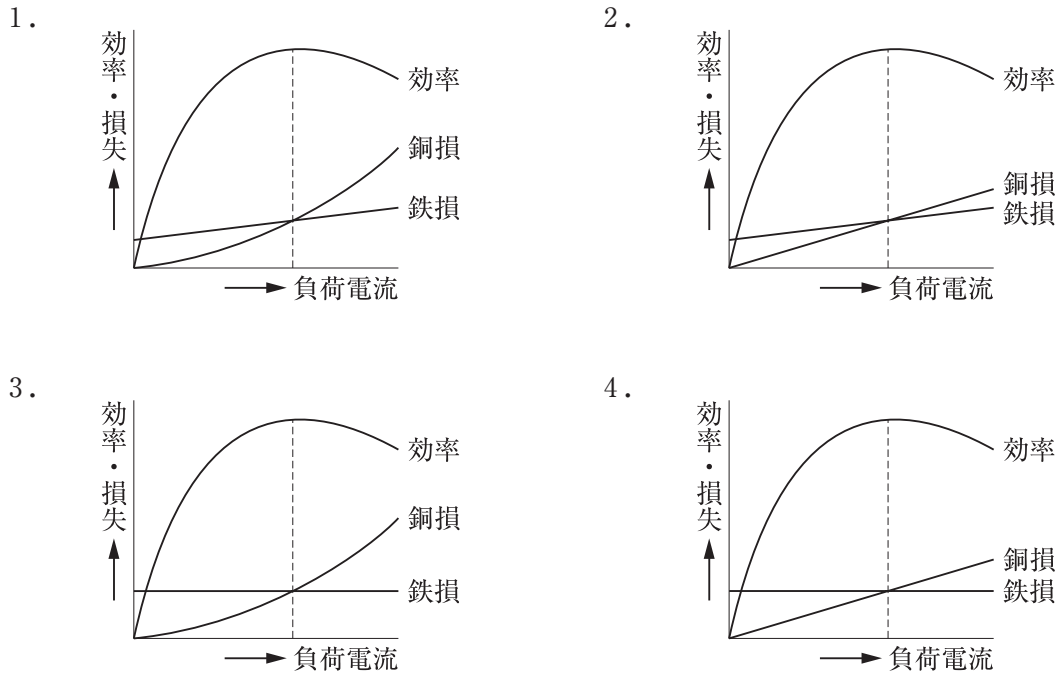 1.
効率・損失
効率
銅損
鉄損
負荷電流
2.
効率・損失
効率
銅損
鉄損
負荷電流
3.
効率・損失
効率
銅損
鉄損
負荷電流
4.
効率・損失
効率
銅損
鉄損
負荷電流